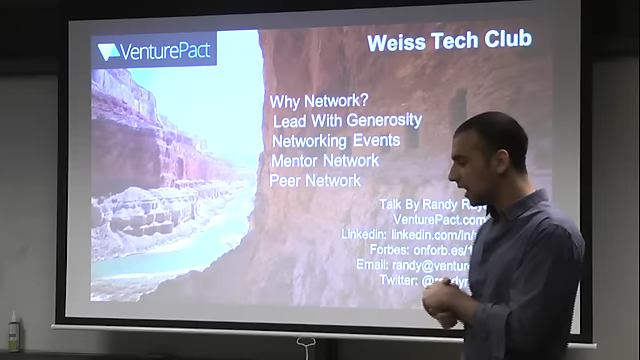 VenturePact
Weiss Tech Club
Why Network?
Lead With Generosity
Networking Events
Mentor Network
Peer Network
Talk By Randy
VenturePact.com
Linkedin: linkedin.com/in/
Forbes: onforb.es/
Email: randy@venture
Twitter: